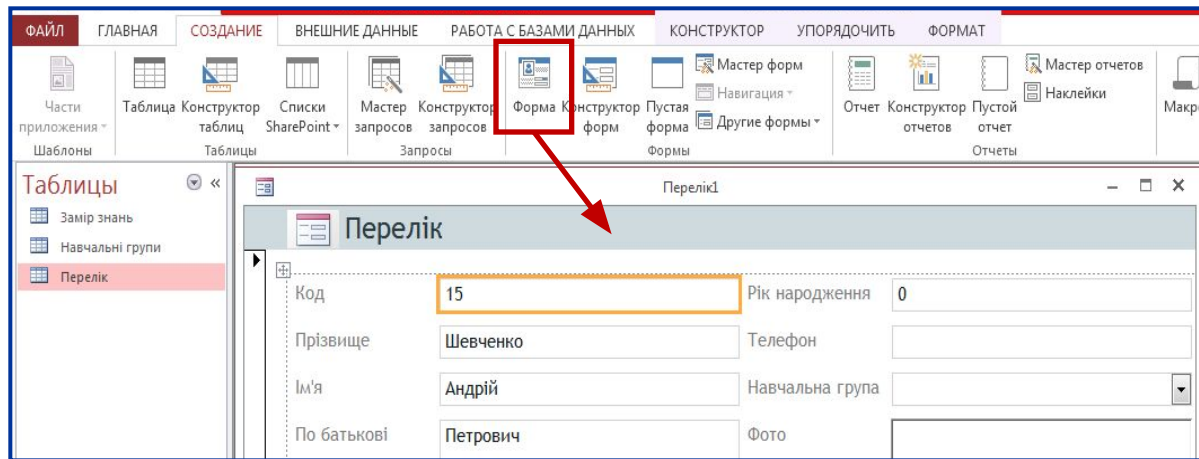 ФАЙЛ ГЛАВНАЯ СОЗДАНИЕ ВНЕШНИЕ ДАННЫЕ РАБОТА С БАЗАМИ ДАННЫХ КОНСТРУКТОР УПОРЯДОЧИТЬ ФОРМАТ
Части приложения
Таблица
Конструктор таблиц
Списки SharePoint
Мастер запросов
Конструктор запросов
Форма
Конструктор форм
Пустая форма
Мастер форм
Навигация
Другие формы
Отчет
Конструктор отчетов
Пустой отчет
Мастер отчетов
Наклейки
Шаблоны Таблицы Запросы Формы Отчеты
Таблицы
Замір знань
Навчальні групи
Перелік
Перелік1
Перелік
Код 15 Рік народження 0
Прізвище Шевченко Телефон
Ім'я Андрій Навчальна група
По батькові Петрович Фото